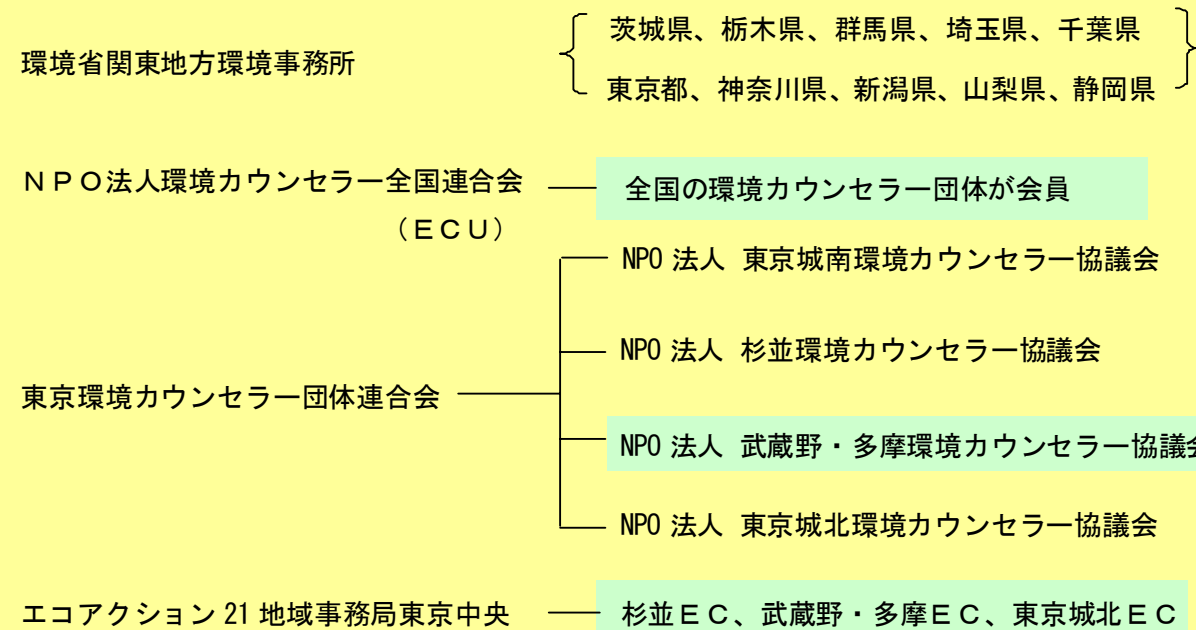 茨城県、栃木県、群馬県、埼玉県、千葉県
環境省関東地方環境事務所
東京都、神奈川県、新潟県、山梨県、静岡県
ＮＰＯ法人環境カウンセラー全国連合会
全国の環境カウンセラー団体が会員
（ＥＣＵ）
NPO 法人 東京城南環境カウンセラー協議会
NPO 法人 杉並環境カウンセラー協議会
東京環境カウンセラー団体連合会
NPO 法人 武蔵野・多摩環境カウンセラー協議会
NPO 法人 東京城北環境カウンセラー協議会
エコアクション 21 地域事務局東京中央
杉並ＥＣ、武蔵野・多摩ＥＣ、東京城北ＥＣ